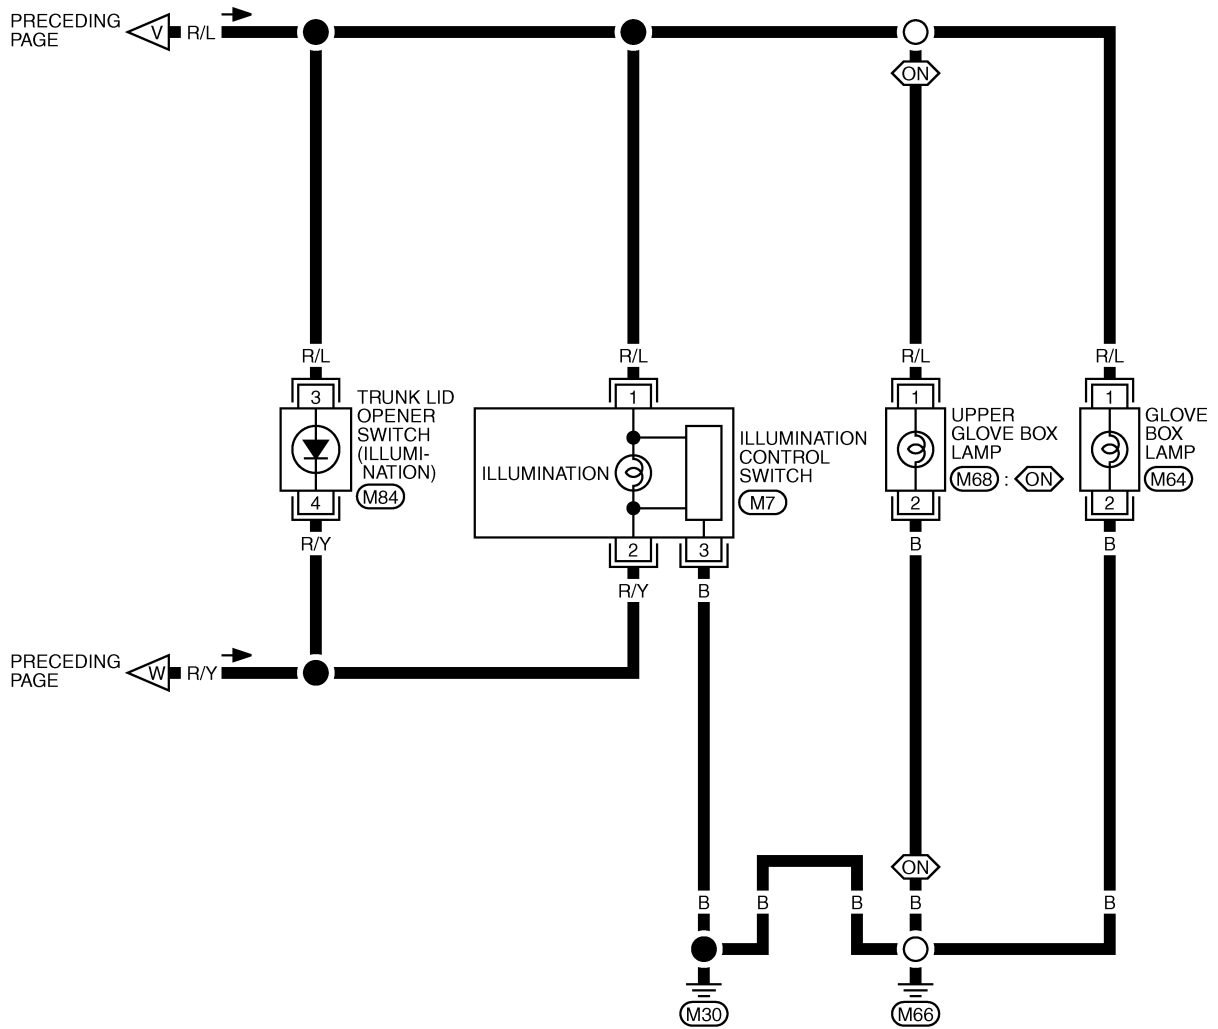 PRECEDING
PAGE
V
R/L
ON
R/L
R/L
R/L
R/L
3
1
1
1
TRUNK LID
OPENER
SWITCH
(ILLUMI-
NATION)
M84
4
R/Y
ILLUMINATION
ILLUMINATION
CONTROL
SWITCH
M7
2
3
R/Y
B
UPPER
GLOVE BOX
LAMP
M68 : ON
2
B
GLOVE
BOX
LAMP
M64
2
B
PRECEDING
PAGE
W
R/Y
ON
B
B
B
B
B
M30
M66